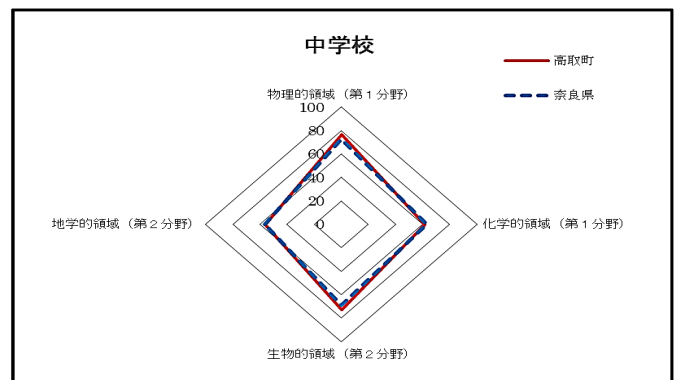 中学校
高取町
奈良県
物理的領域（第１分野）
100
80
60
40
20
0
地学的領域（第２分野）
化学的領域（第１分野）
生物的領域（第２分野）